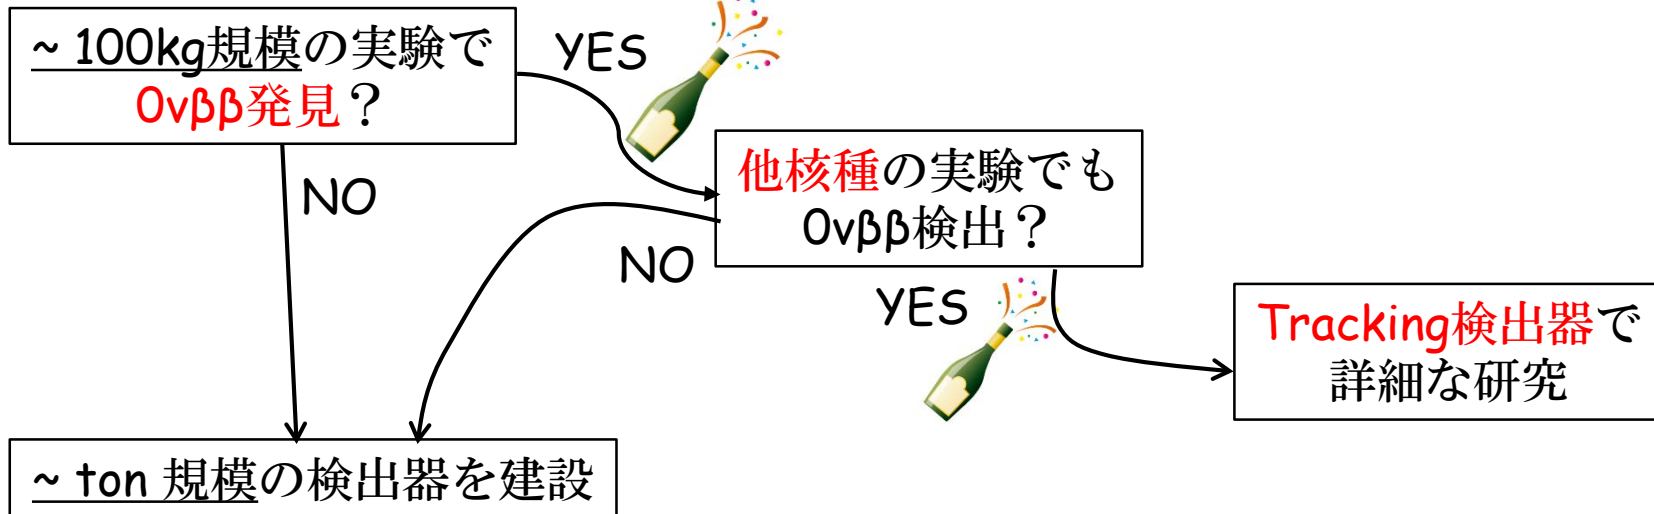 ~ 100kg規模の実験で
0νββ発見？
YES
NO
他核種の実験でも
0νββ検出？
NO
YES
Tracking検出器で
詳細な研究
~ ton 規模の検出器を建設